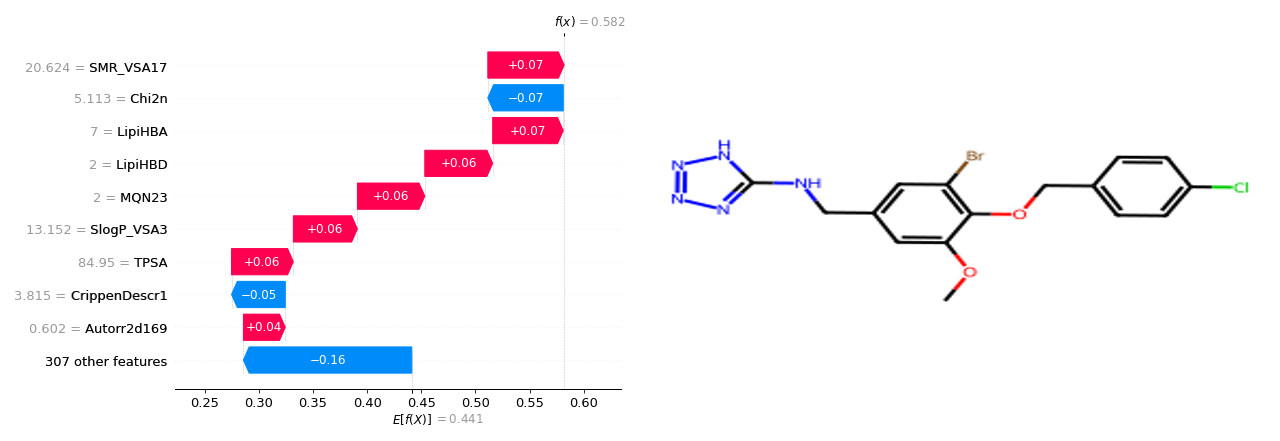 f(x) = 0.582
20.624 = SMR_VSA17
+0.07
5.113 = Chi2n
−0.07
7 = LipiHBA
+0.07
2 = LipiHBD
+0.06
2 = MQN23
+0.06
13.152 = SlogP_VSA3
+0.06
84.95 = TPSA
+0.06
3.815 = CrippenDescr1
−0.05
0.602 = Autorr2d169
+0.04
307 other features
−0.16
0.25 0.30 0.35 0.40 0.45 0.50 0.55 0.60
E[f(X)] = 0.441
H
N
N
N
N
NH
Br
O
O
Cl